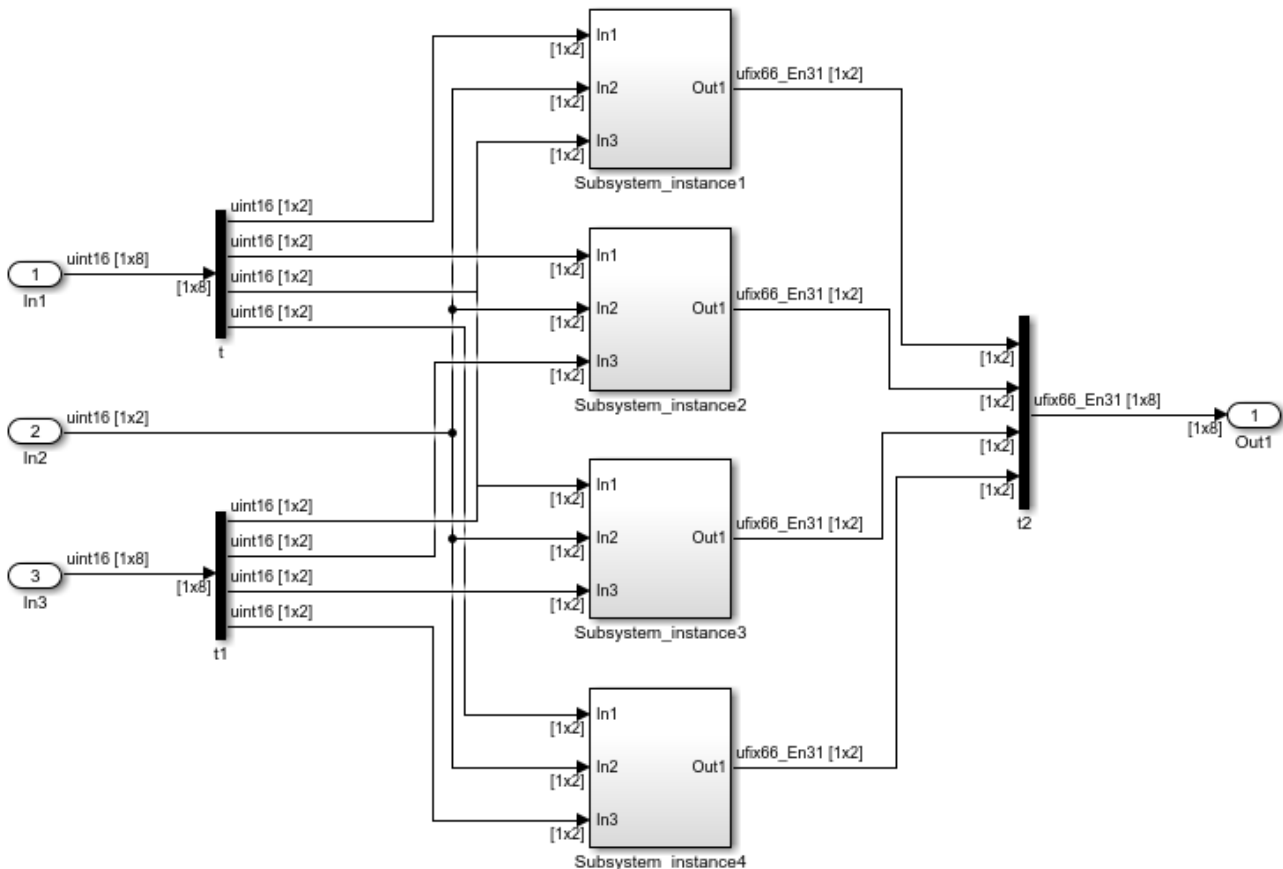 In1
[1x2]
In2
[1x2]
In3
[1x2]
Out1
ufix66_En31 [1x2]
Subsystem_instance1
1
In1
uint16 [1x8]
[1x8]
uint16 [1x2]
uint16 [1x2]
uint16 [1x2]
uint16 [1x2]
t
In1
[1x2]
In2
[1x2]
In3
[1x2]
Out1
ufix66_En31 [1x2]
Subsystem_instance2
2
In2
uint16 [1x2]
3
In3
uint16 [1x8]
[1x8]
uint16 [1x2]
uint16 [1x2]
uint16 [1x2]
uint16 [1x2]
t1
In1
[1x2]
In2
[1x2]
In3
[1x2]
Out1
ufix66_En31 [1x2]
Subsystem_instance3
In1
[1x2]
In2
[1x2]
In3
[1x2]
Out1
ufix66_En31 [1x2]
Subsystem_instance4
[1x2]
[1x2]
[1x2]
[1x2]
t2
ufix66_En31 [1x8]
[1x8]
1
Out1